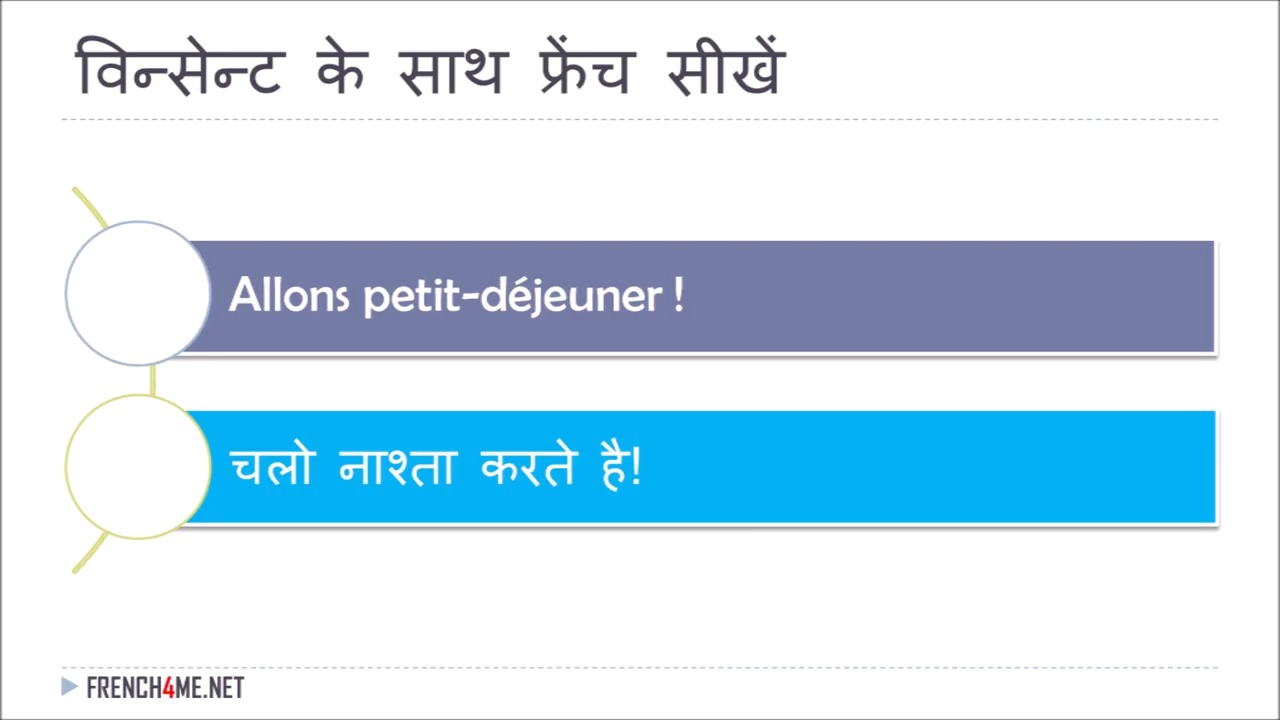 विन्सेन्ट के साथ फ्रेंच सीखें
Allons petit-déjeuner !
चलो नाश्ता करते है!
FRENCH4ME.NET